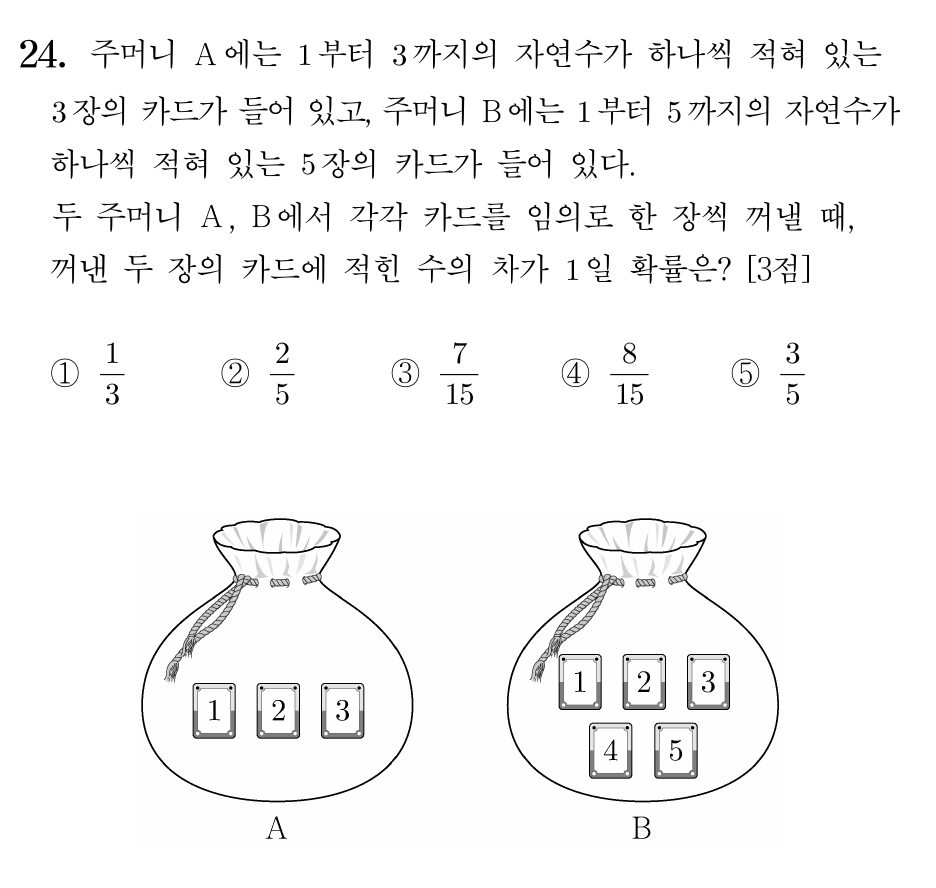 24. 주머니 A에는 1부터 3까지의 자연수가 하나씩 적혀 있는
3장의 카드가 들어 있고, 주머니 B에는 1부터 5까지의 자연수가
하나씩 적혀 있는 5장의 카드가 들어 있다.
두 주머니 A, B에서 각각 카드를 임의로 한 장씩 꺼낼 때,
꺼낸 두 장의 카드에 적힌 수의 차가 1일 확률은? [3점]
① 1/3 ② 2/5 ③ 7/15 ④ 8/15 ⑤ 3/5
1 2 3
1 2 3
4 5
A B